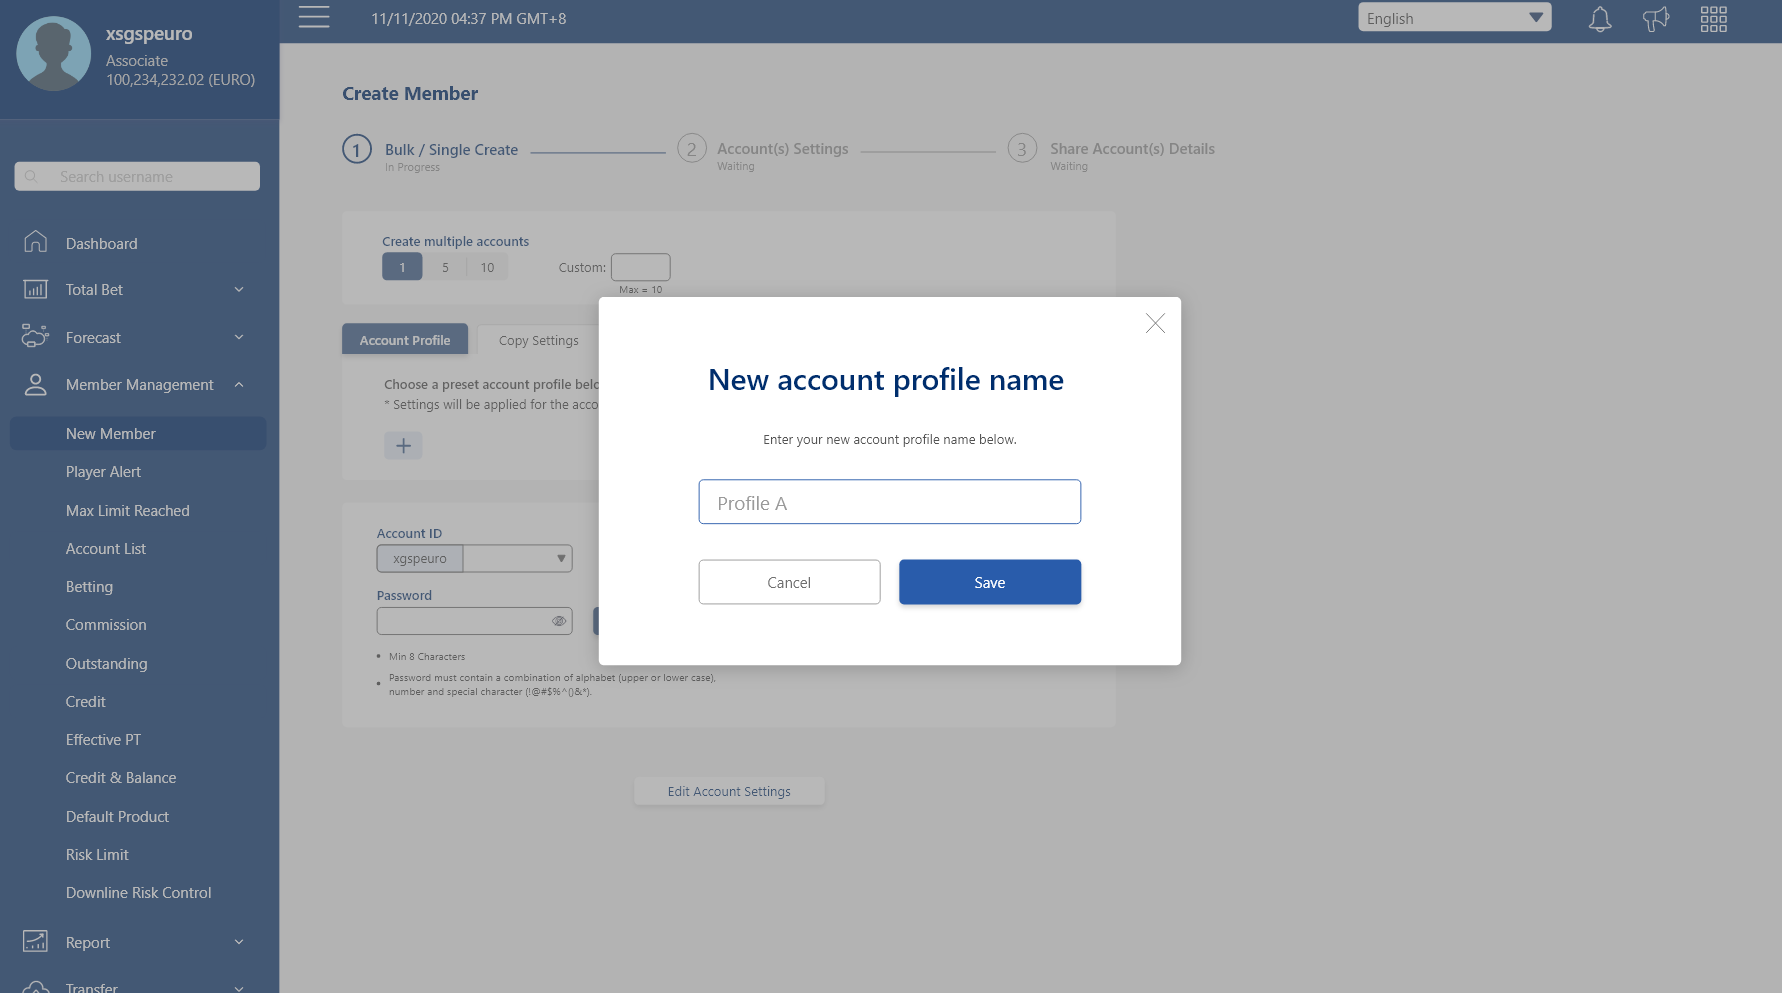 xsgspeuro
Associate
100,234,232.02 (EURO)
11/11/2020 04:37 PM GMT+8
English
Search username
Dashboard
Total Bet
Forecast
Member Management
New Member
Player Alert
Max Limit Reached
Account List
Betting
Commission
Outstanding
Credit
Effective PT
Credit & Balance
Default Product
Risk Limit
Downline Risk Control
Report
Transfer
Create Member
1 Bulk / Single Create
In Progress
2 Account(s) Settings
Waiting
3 Share Account(s) Details
Waiting
Create multiple accounts
1 5 10 Custom:
Max = 10
Account Profile Copy Settings
Choose a preset account profile belo
* Settings will be applied for the acco
+
Account ID
xgspeuro
Password
• Min 8 Characters
• Password must contain a combination of alphabet (upper or lower case),
number and special character (!@#$%^()&*).
Edit Account Settings
New account profile name
Enter your new account profile name below.
Profile A
Cancel Save